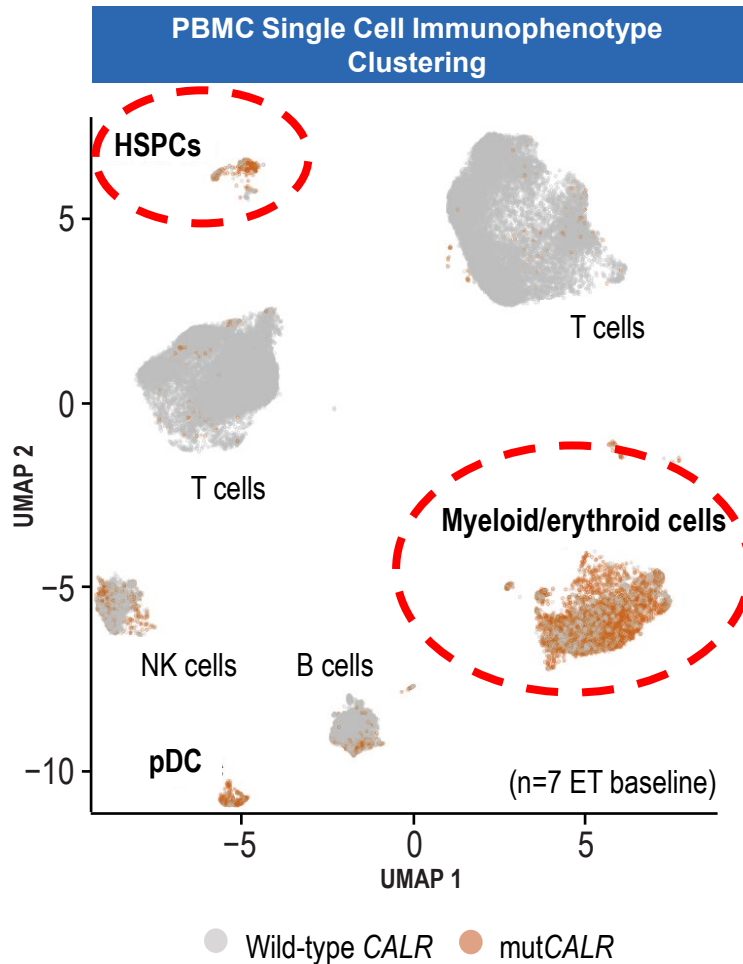 PBMC Single Cell Immunophenotype
Clustering
HSPCs
T cells
T cells
Myeloid/erythroid cells
NK cells
B cells
pDC
(n=7 ET baseline)
UMAP 2
5
0
−5
−10
−5
0
5
UMAP 1
Wild-type CALR
mutCALR